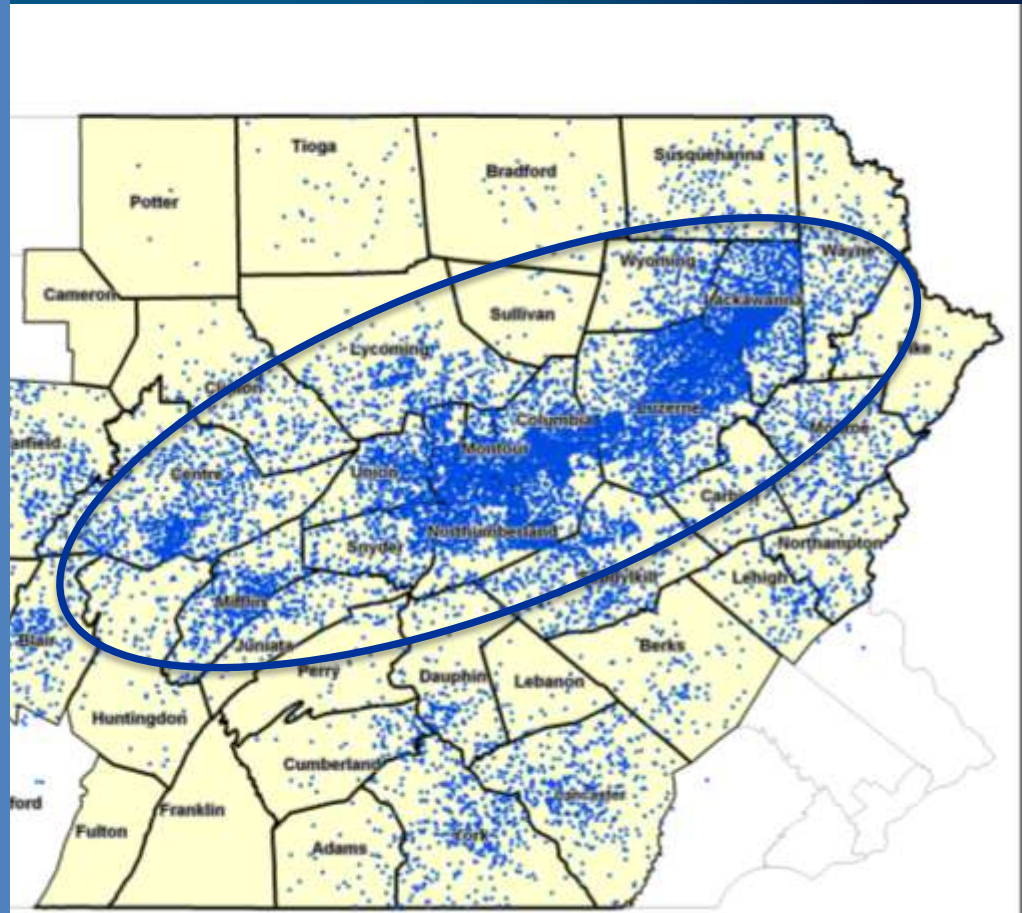 Tioga
Susquehanna
Bradford
Potter
Wayne
Wyoming
Cameron
Lackawanna
Sullivan
Lycoming
Pike
Clinton
Luzerne
Columbia
Monroe
arfield
Montour
Centre
Union
Carbon
Northumberland
Northampton
Snyder
Schuylkill
Lehigh
Mifflin
Blair
Juniata
Berks
Perry
Dauphin
Lebanon
Huntingdon
Cumberland
Lancaster
ford
Franklin
Fulton
York
Adams